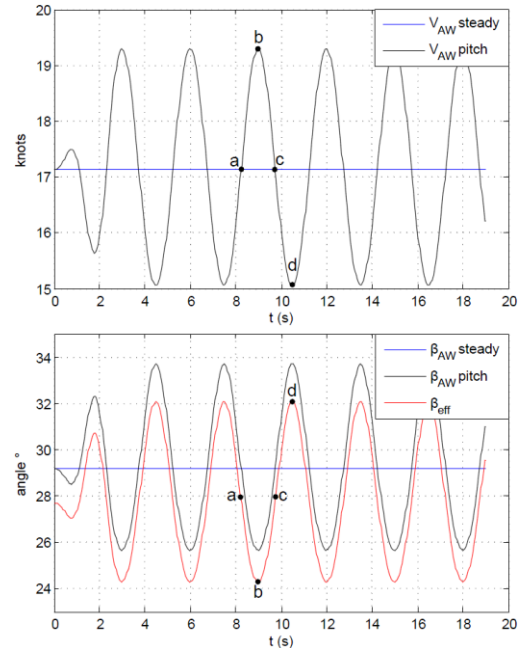 20
19
18
17
16
15
knots
V_AW steady
V_AW pitch
a
b
c
d
0 2 4 6 8 10 12 14 16 18 20
t (s)
34
32
30
28
26
24
angle °
β_AW steady
β_AW pitch
β_eff
d
a
c
b
0 2 4 6 8 10 12 14 16 18 20
t (s)